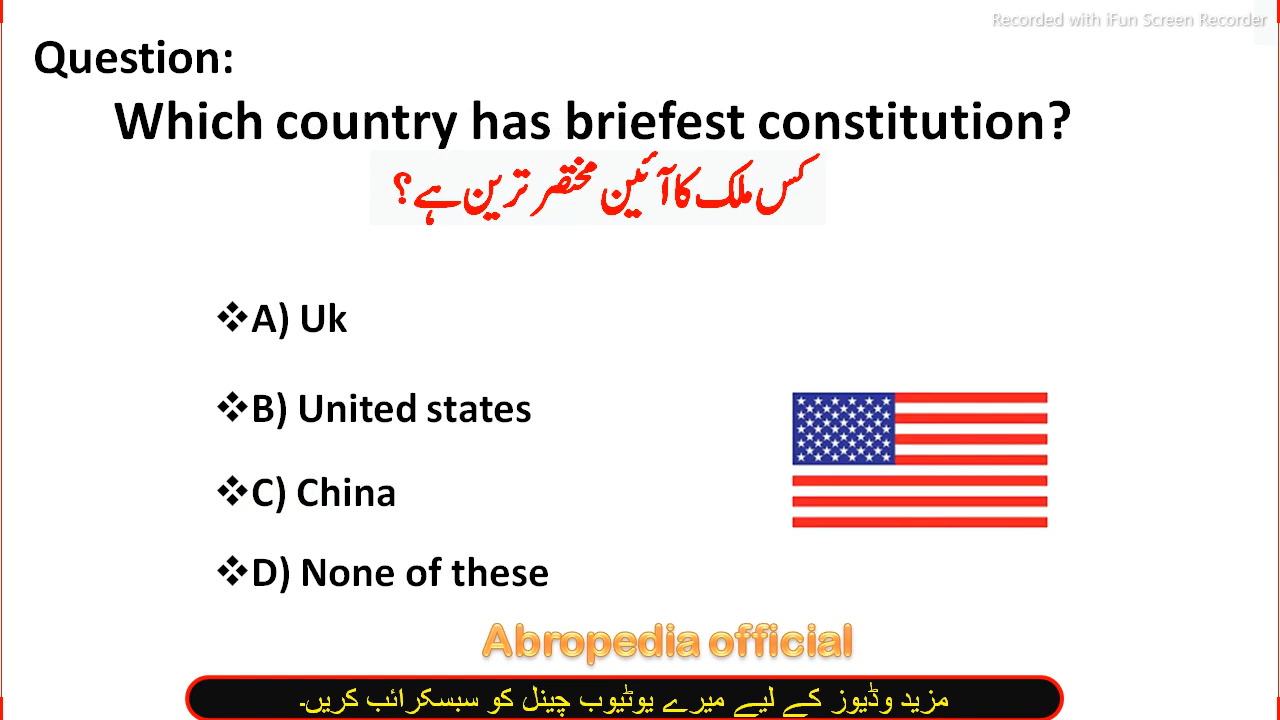 Recorded with iFun Screen Recorder
Question:
Which country has briefest constitution?
کس ملک کا آئین مختصر ترین ہے؟
❖A) Uk
❖B) United states
❖C) China
❖D) None of these
Abropedia official
مزید وڈیوز کے لیے میرے یوٹیوب چینل کو سبسکرائب کریں۔